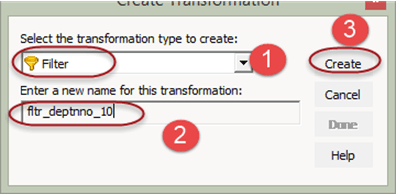 Create Transformation
Select the transformation type to create:
Filter
1
3
Create
Enter a new name for this transformation:
fltr_deptnno_10
2
Cancel
Done
Help